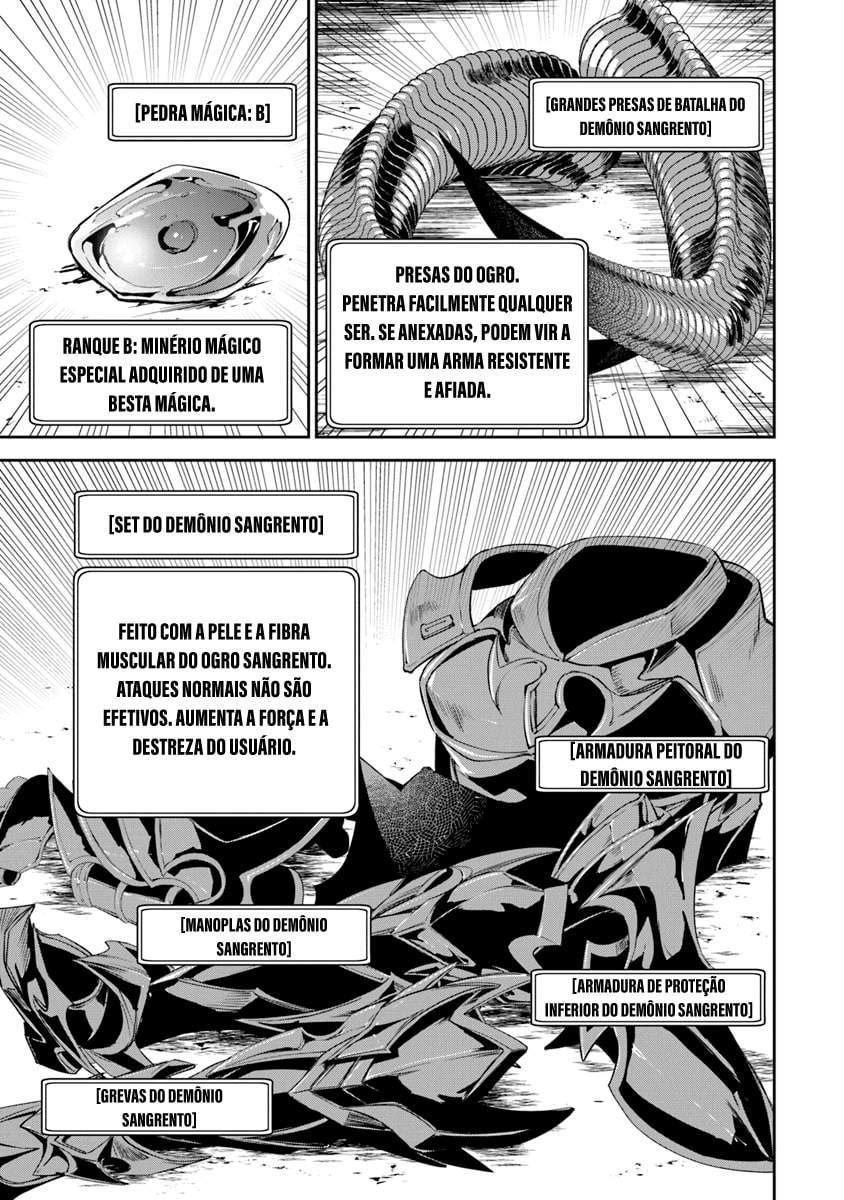 [GRANDES PRESAS DE BATALHA DO
DEMÔNIO SANGRENTO]
PRESAS DO OGRO.
PENETRA FACILMENTE QUALQUER
SER. SE ANEXADAS, PODEM VIR A
FORMAR UMA ARMA RESISTENTE
E AFIADA.
[PEDRA MÁGICA: B]
RANQUE B: MINÉRIO MÁGICO
ESPECIAL ADQUIRIDO DE UMA
BESTA MÁGICA.
[SET DO DEMÔNIO SANGRENTO]
FEITO COM A PELE E A FIBRA
MUSCULAR DO OGRO SANGRENTO.
ATAQUES NORMAIS NÃO SÃO
EFETIVOS. AUMENTA A FORÇA E A
DESTREZA DO USUÁRIO.
[ARMADURA PEITORAL DO
DEMÔNIO SANGRENTO]
[MANOPLAS DO DEMÔNIO
SANGRENTO]
[ARMADURA DE PROTEÇÃO
INFERIOR DO DEMÔNIO SANGRENTO]
[GREVAS DO DEMÔNIO
SANGRENTO]